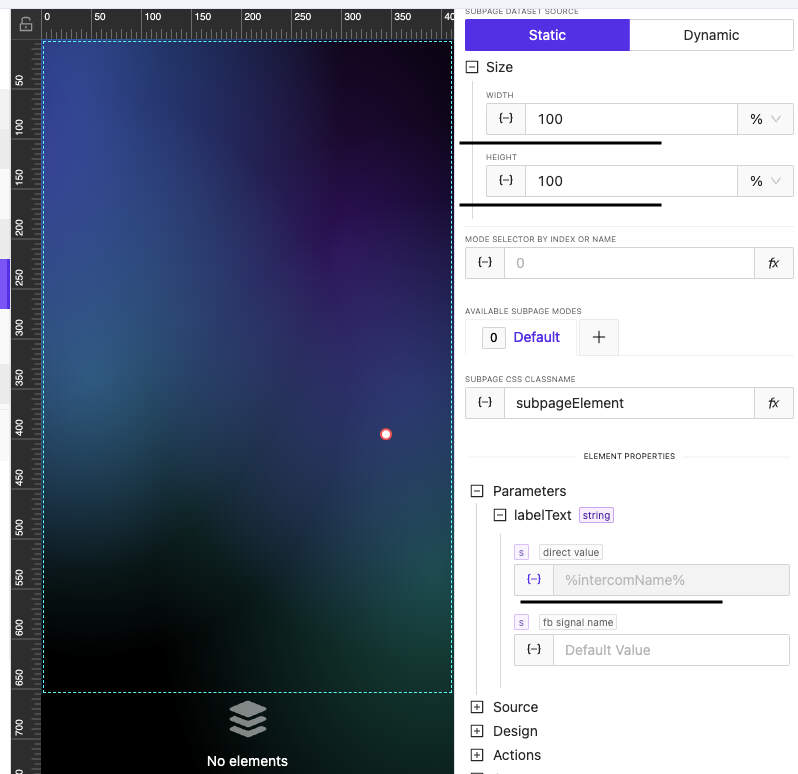 0 50 100 150 200 250 300 350 40
50
100
150
200
250
300
350
400
450
500
550
600
650
700
No elements
SUBPAGE DATASET SOURCE
Static Dynamic
Size
WIDTH
{--} 100 %
HEIGHT
{--} 100 %
MODE SELECTOR BY INDEX OR NAME
{--} 0 fx
AVAILABLE SUBPAGE MODES
0 Default +
SUBPAGE CSS CLASSNAME
{--} subpageElement fx
ELEMENT PROPERTIES
Parameters
labelText string
s direct value
{--} %intercomName%
s fb signal name
{--} Default Value
Source
Design
Actions